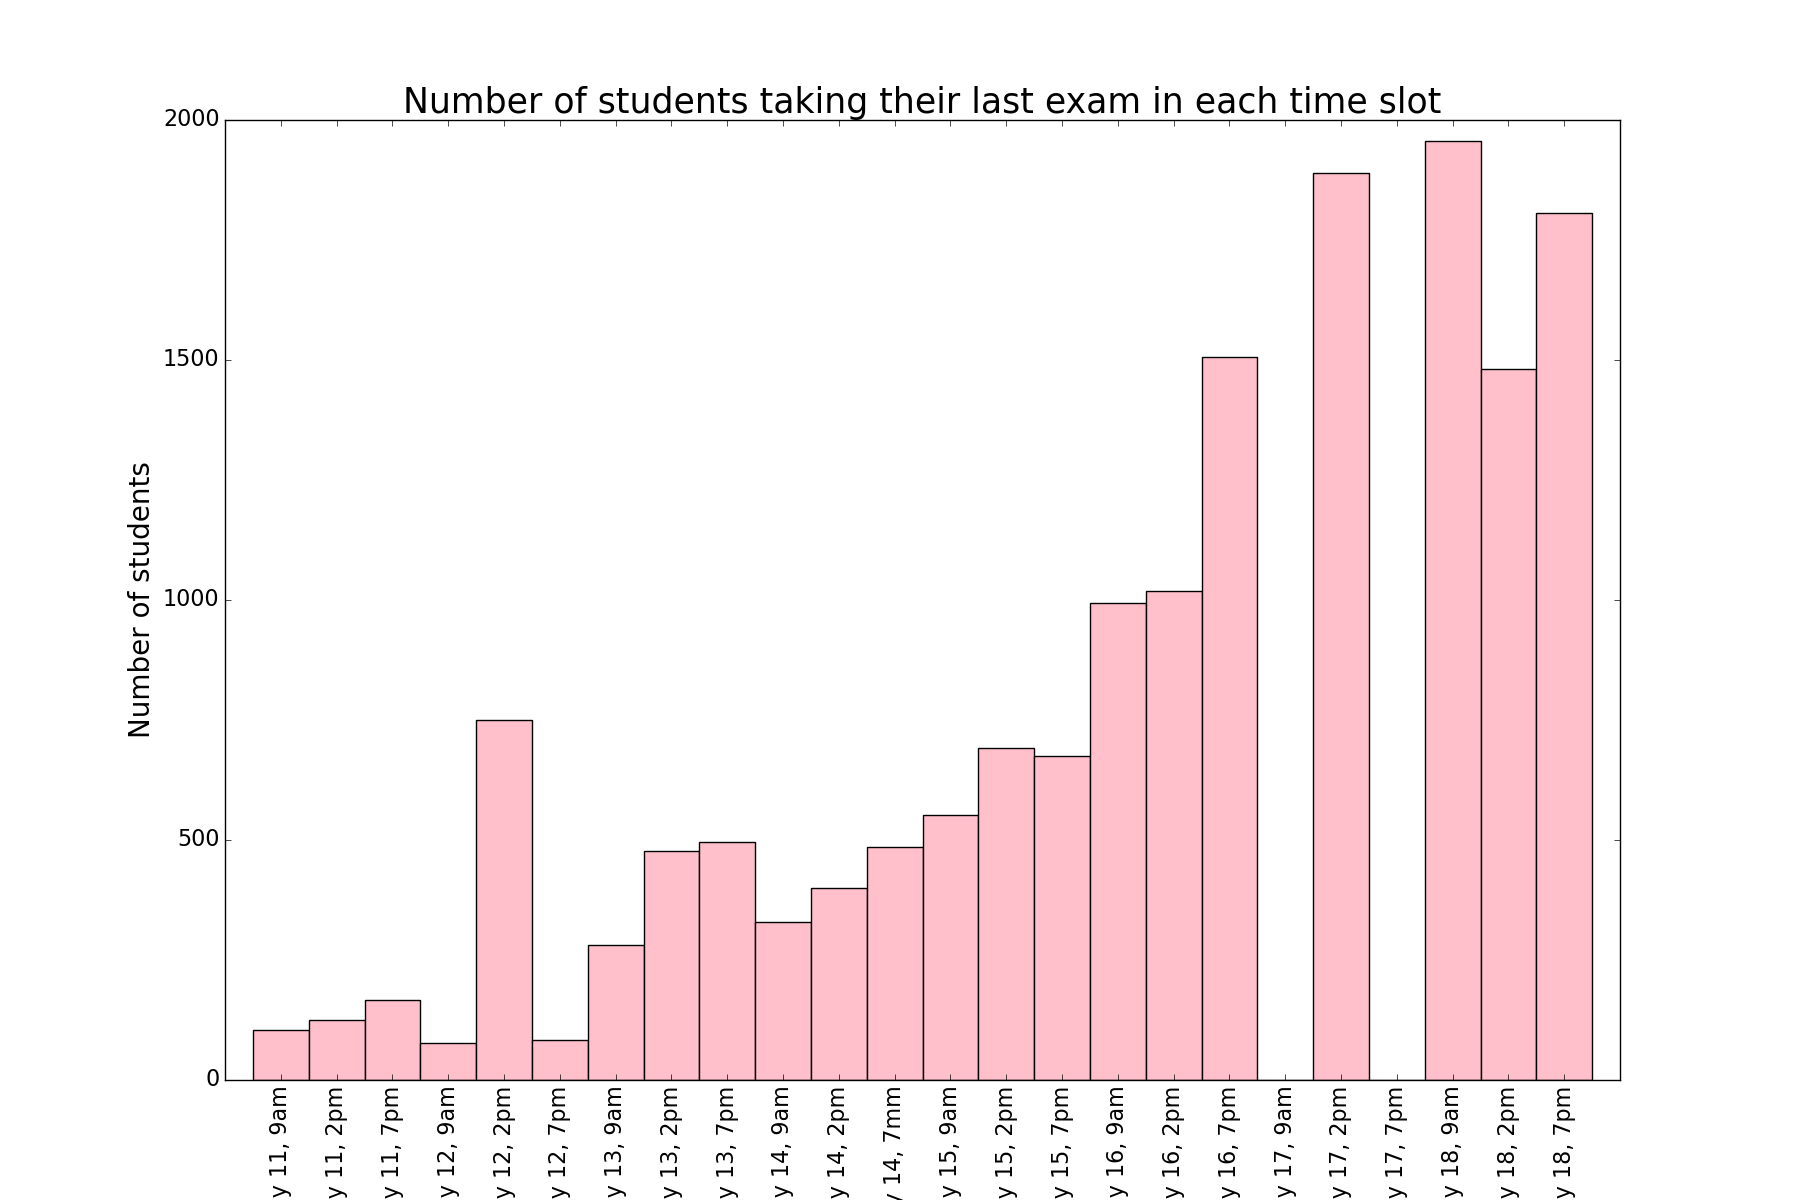 Number of students taking their last exam in each time slot
Number of students
2000
1500
1000
500
0
y 11, 9am
y 11, 2pm
y 11, 7pm
y 12, 9am
y 12, 2pm
y 12, 7pm
y 13, 9am
y 13, 2pm
y 13, 7pm
y 14, 9am
y 14, 2pm
y 14, 7mm
y 15, 9am
y 15, 2pm
y 15, 7pm
y 16, 9am
y 16, 2pm
y 16, 7pm
y 17, 9am
y 17, 2pm
y 17, 7pm
y 18, 9am
y 18, 2pm
y 18, 7pm